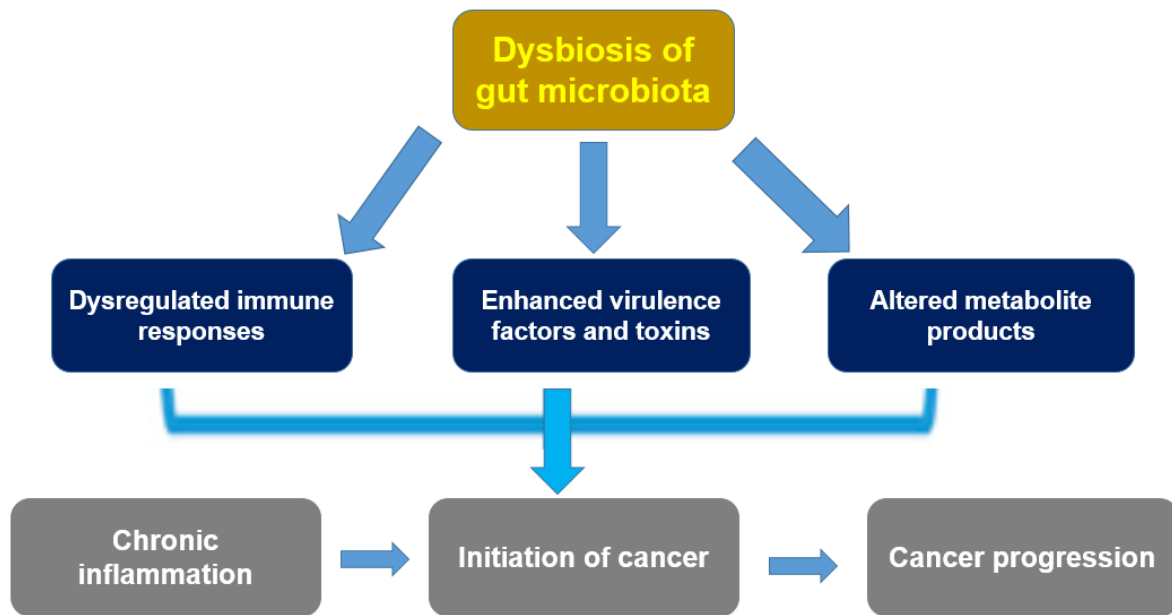 Dysbiosis of
gut microbiota
Dysregulated immune
responses
Enhanced virulence
factors and toxins
Altered metabolite
products
Chronic
inflammation
Initiation of cancer
Cancer progression